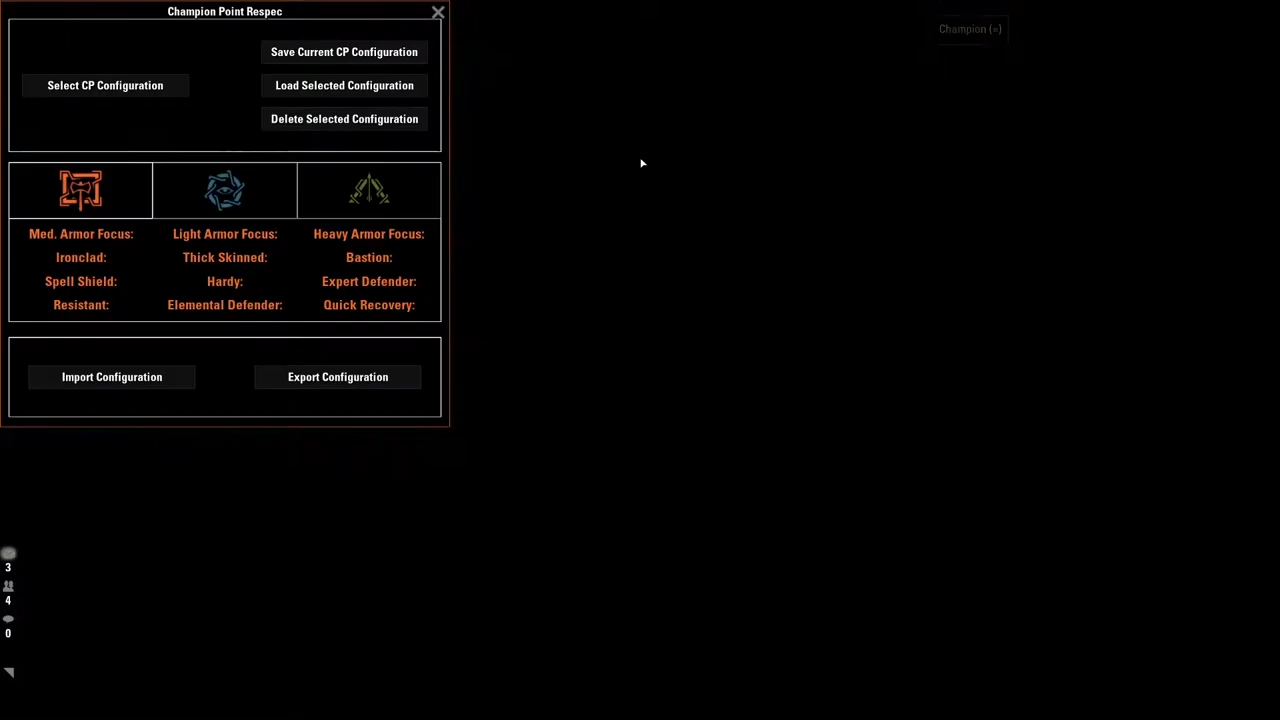 Champion Point Respec
Champion (=)
Save Current CP Configuration
Select CP Configuration
Load Selected Configuration
Delete Selected Configuration
Med. Armor Focus: Light Armor Focus: Heavy Armor Focus:
Ironclad: Thick Skinned: Bastion:
Spell Shield: Hardy: Expert Defender:
Resistant: Elemental Defender: Quick Recovery:
Import Configuration Export Configuration
3
4
0